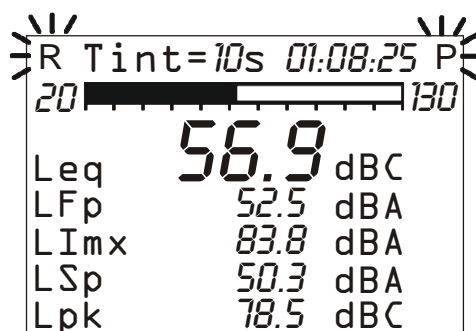 R Tint=10s 01:08:25 P
20 130
Leq 56.9 dBC
LFp 52.5 dBA
LImx 83.8 dBA
LSp 50.3 dBA
Lpk 78.5 dBC